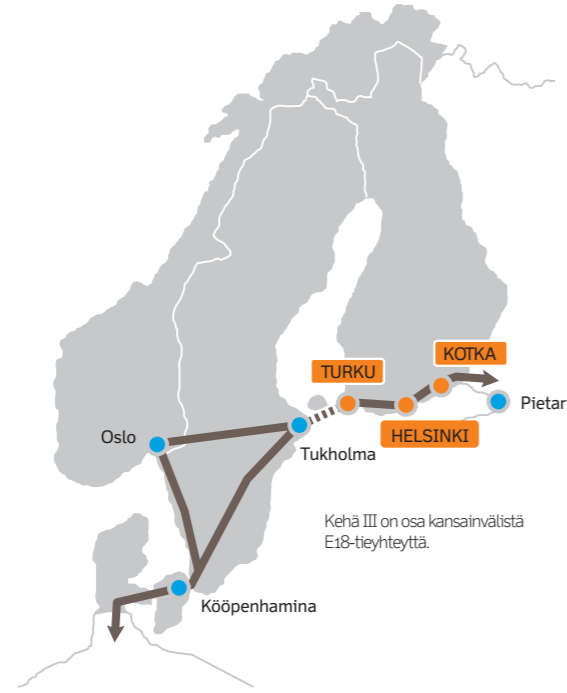 KOTKA
TURKU
Pietar
HELSINKI
Oslo
Tukholma
Kehä III on osa kansainvälistä
E18-tieyhteyttä.
Kööpenhamina